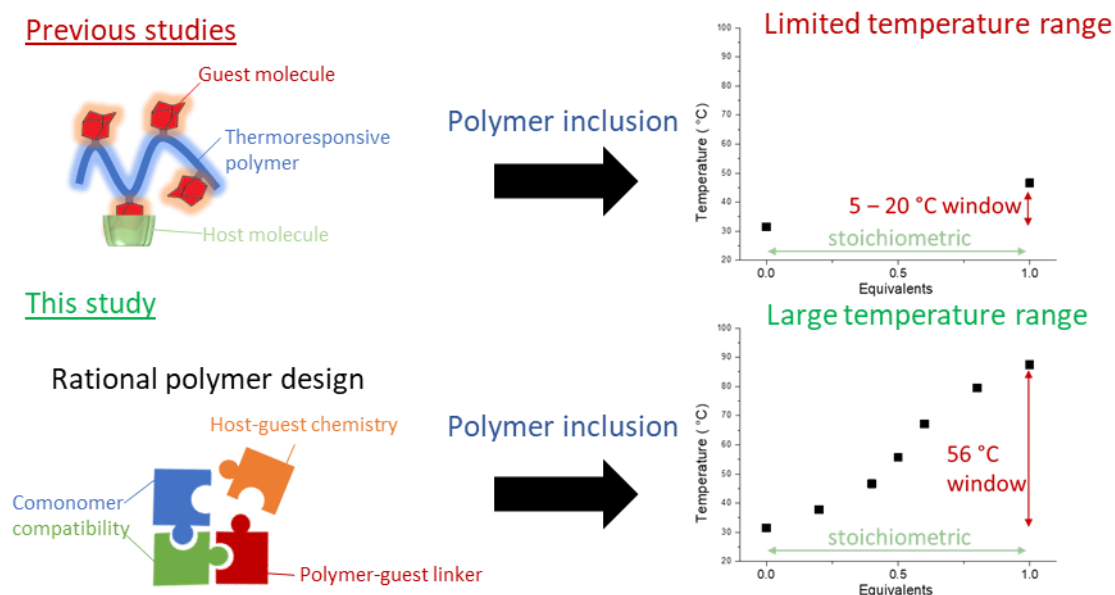 Previous studies
Guest molecule
Thermoresponsive
polymer
Host molecule
Polymer inclusion
Limited temperature range
Temperature ( °C)
100
90
80
70
60
50
40
30
20
5 – 20 °C window
stoichiometric
0.0
0.5
1.0
Equivalents
This study
Rational polymer design
Host-guest chemistry
Comonomer
compatibility
Polymer-guest linker
Polymer inclusion
Large temperature range
Temperature ( °C)
100
90
80
70
60
50
40
30
20
56 °C
window
stoichiometric
0.0
0.5
1.0
Equivalents